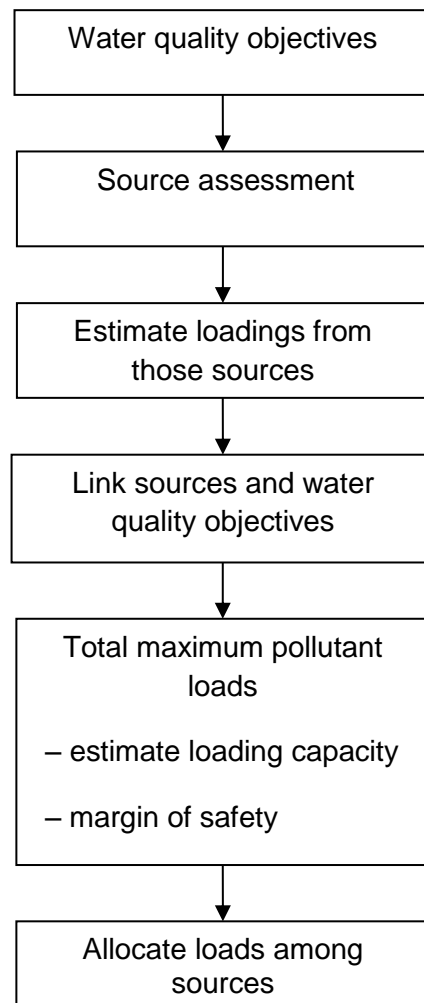 Water quality objectives
Source assessment
Estimate loadings from
those sources
Link sources and water
quality objectives
Total maximum pollutant
loads
– estimate loading capacity
– margin of safety
Allocate loads among
sources